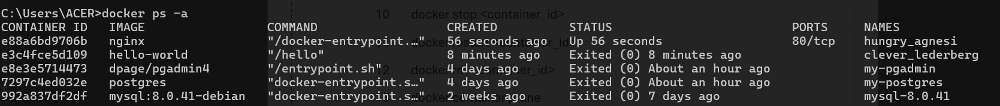 C:\Users\ACER>docker ps -a
10 docker stop <container_id>
CONTAINER ID   IMAGE                 COMMAND                  CREATED          STATUS                         PORTS     NAMES
e88a6bd9706b   nginx                 "/docker-entrypoint.…"   56 seconds ago   Up 56 seconds                  80/tcp    hungry_agnesi
e3c4fce5d109   hello-world           "/hello"                 8 minutes ago    Exited (0) 8 minutes ago                 clever_lederberg
e8e3e5714473   dpage/pgadmin4        "/entrypoint.sh"         4 days ago       Exited (0) About an hour ago             my-pgadmin
7297c4ed032e   postgres              "docker-entrypoint.s…"   4 days ago       Exited (0) About an hour ago             my-postgres
992a837df2df   mysql:8.0.41-debian   "docker-entrypoint.s…"   2 weeks ago      Exited (0) 7 days ago                    mysql-8.0.41